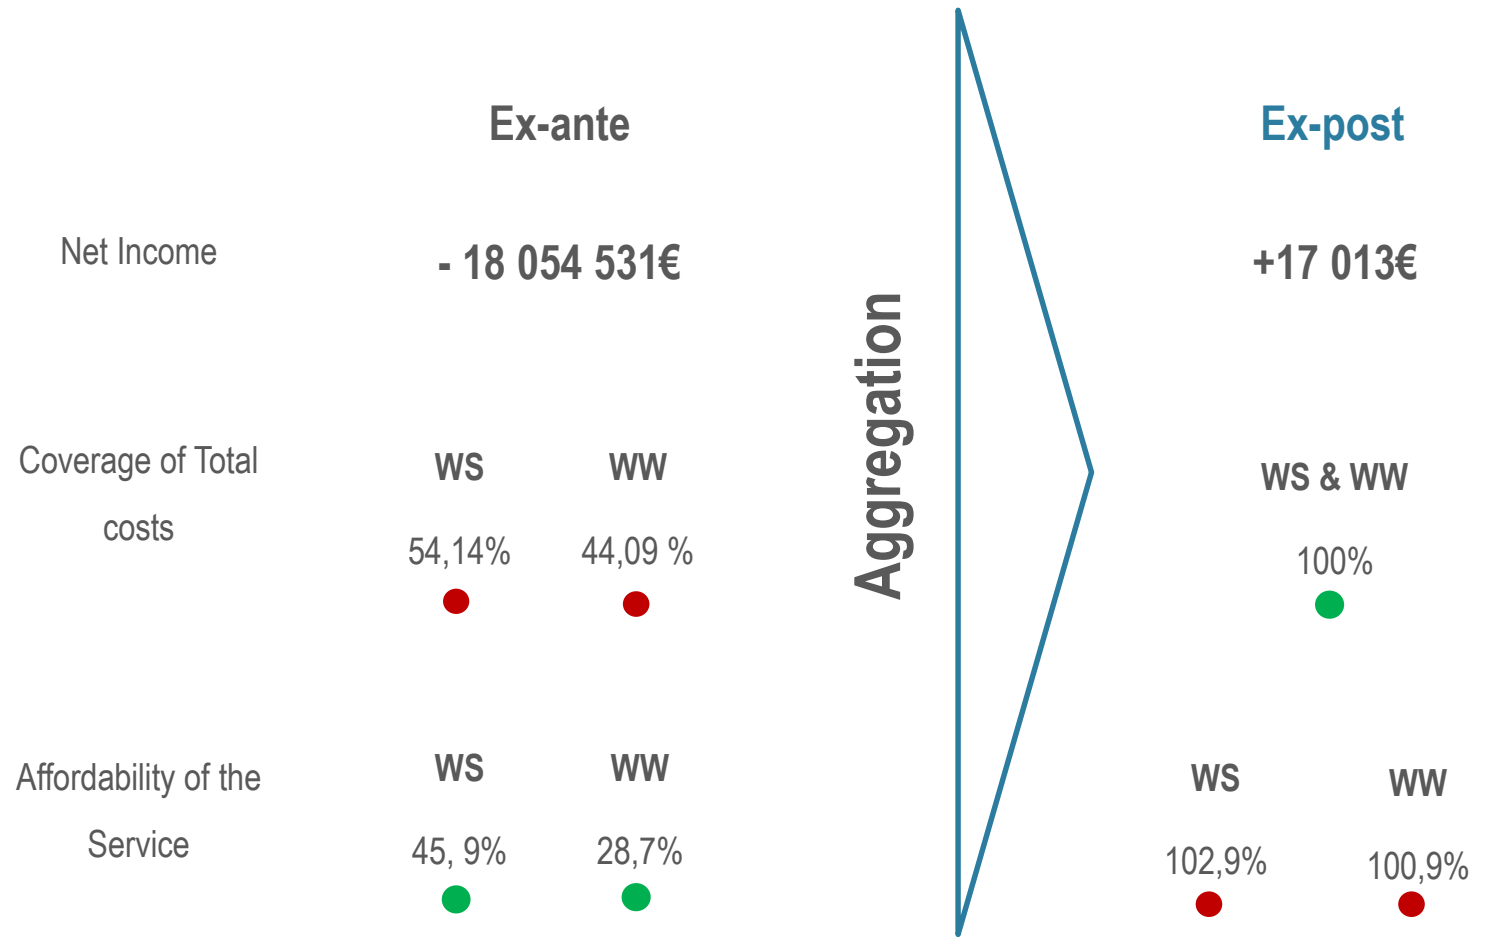 Ex-ante
Ex-post
Net Income
- 18 054 531€
+17 013€
Aggregation
Coverage of Total
costs
WS
WW
54,14%
44,09 %
WS & WW
100%
Affordability of the
Service
WS
WW
45, 9%
28,7%
WS
WW
102,9%
100,9%